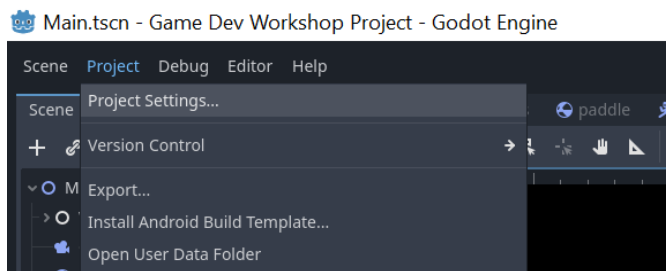 Main.tscn - Game Dev Workshop Project - Godot Engine
Scene Project Debug Editor Help
Scene Project Settings... paddle
Version Control
M Export...
Install Android Build Template...
Open User Data Folder